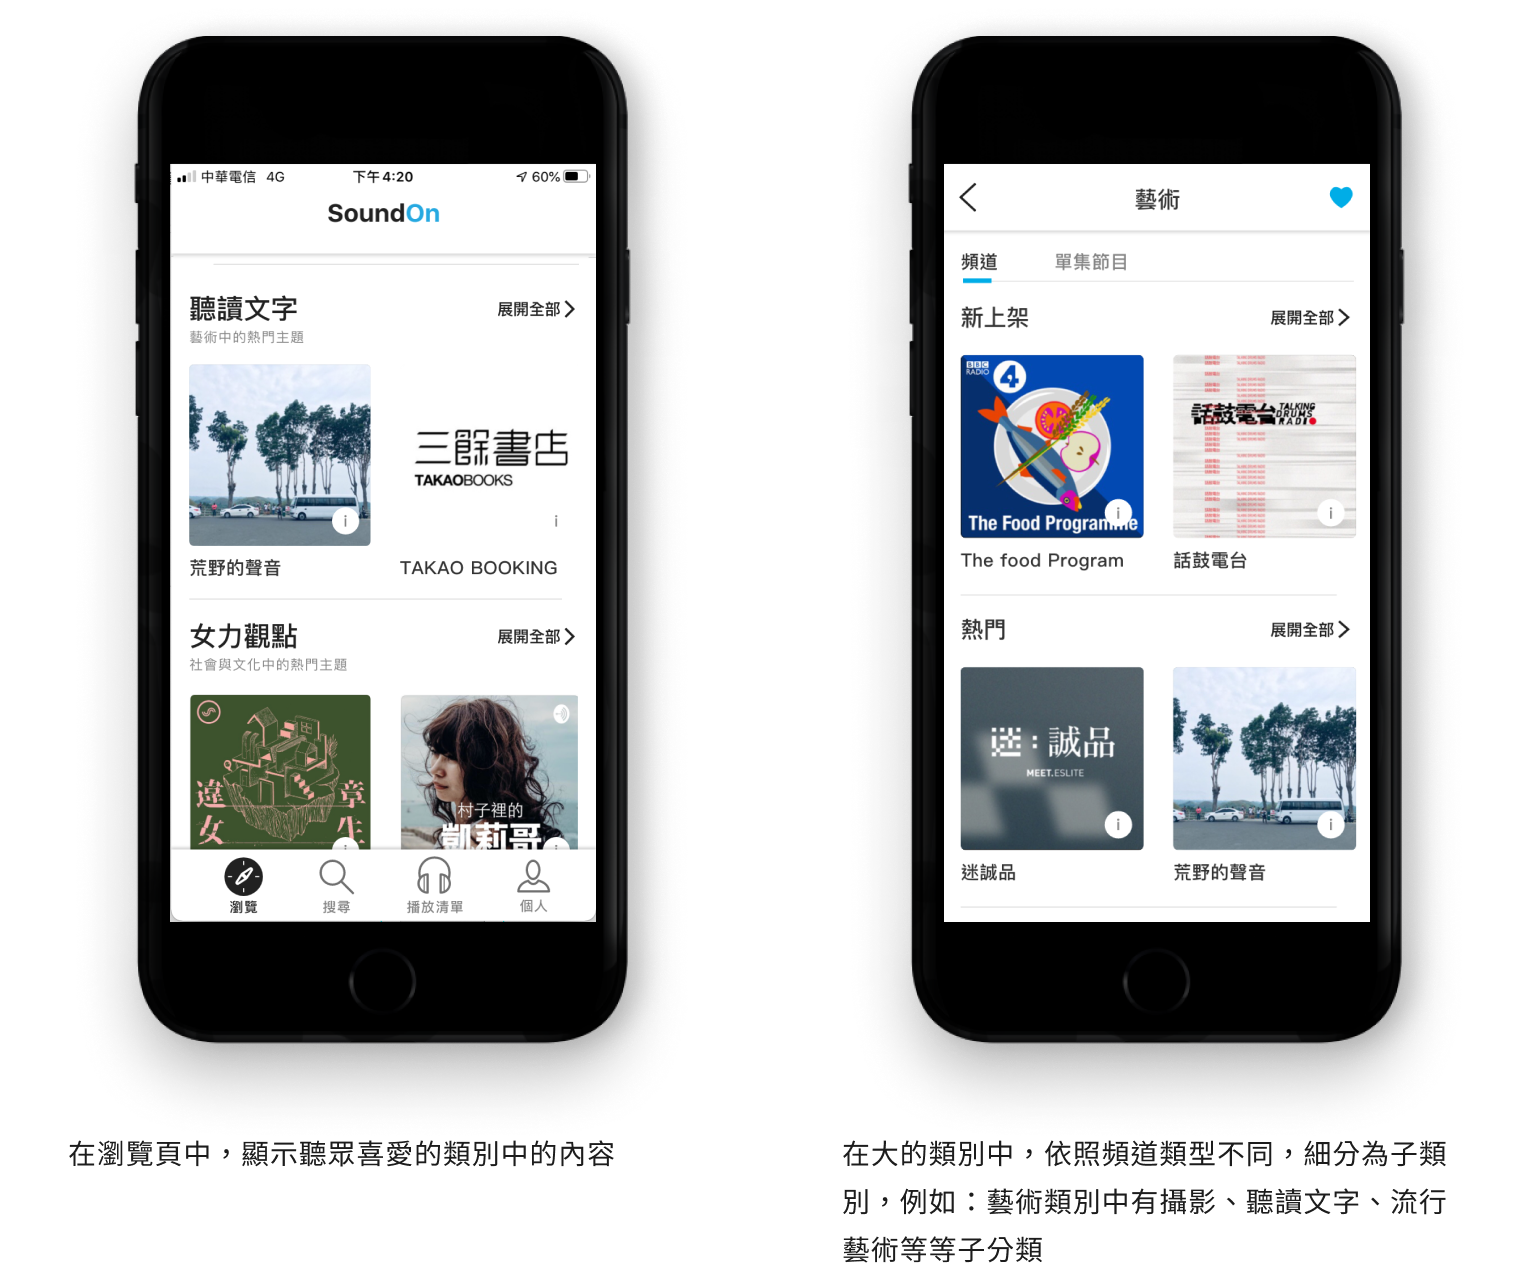 中華電信 4G 下午4:20 60%
SoundOn
聽讀文字 展開全部
藝術中的熱門主題
三餘書店
TAKAOBOOKS
荒野的聲音 TAKAO BOOKING
女力觀點 展開全部
社會與文化中的熱門主題
違章
女生
村子裡的
凱莉哥
瀏覽 搜尋 播放清單 個人
在瀏覽頁中，顯示聽眾喜愛的類別中的內容
藝術
頻道 單集節目
新上架 展開全部
BBC
RADIO
4
The Food Programme
話鼓電台 TALKING
DRUMS
RADIO
The food Program 話鼓電台
熱門 展開全部
迷：誠品
MEET.ESLITE
迷誠品 荒野的聲音
在大的類別中，依照頻道類型不同，細分為子類
別，例如：藝術類別中有攝影、聽讀文字、流行
藝術等等子分類